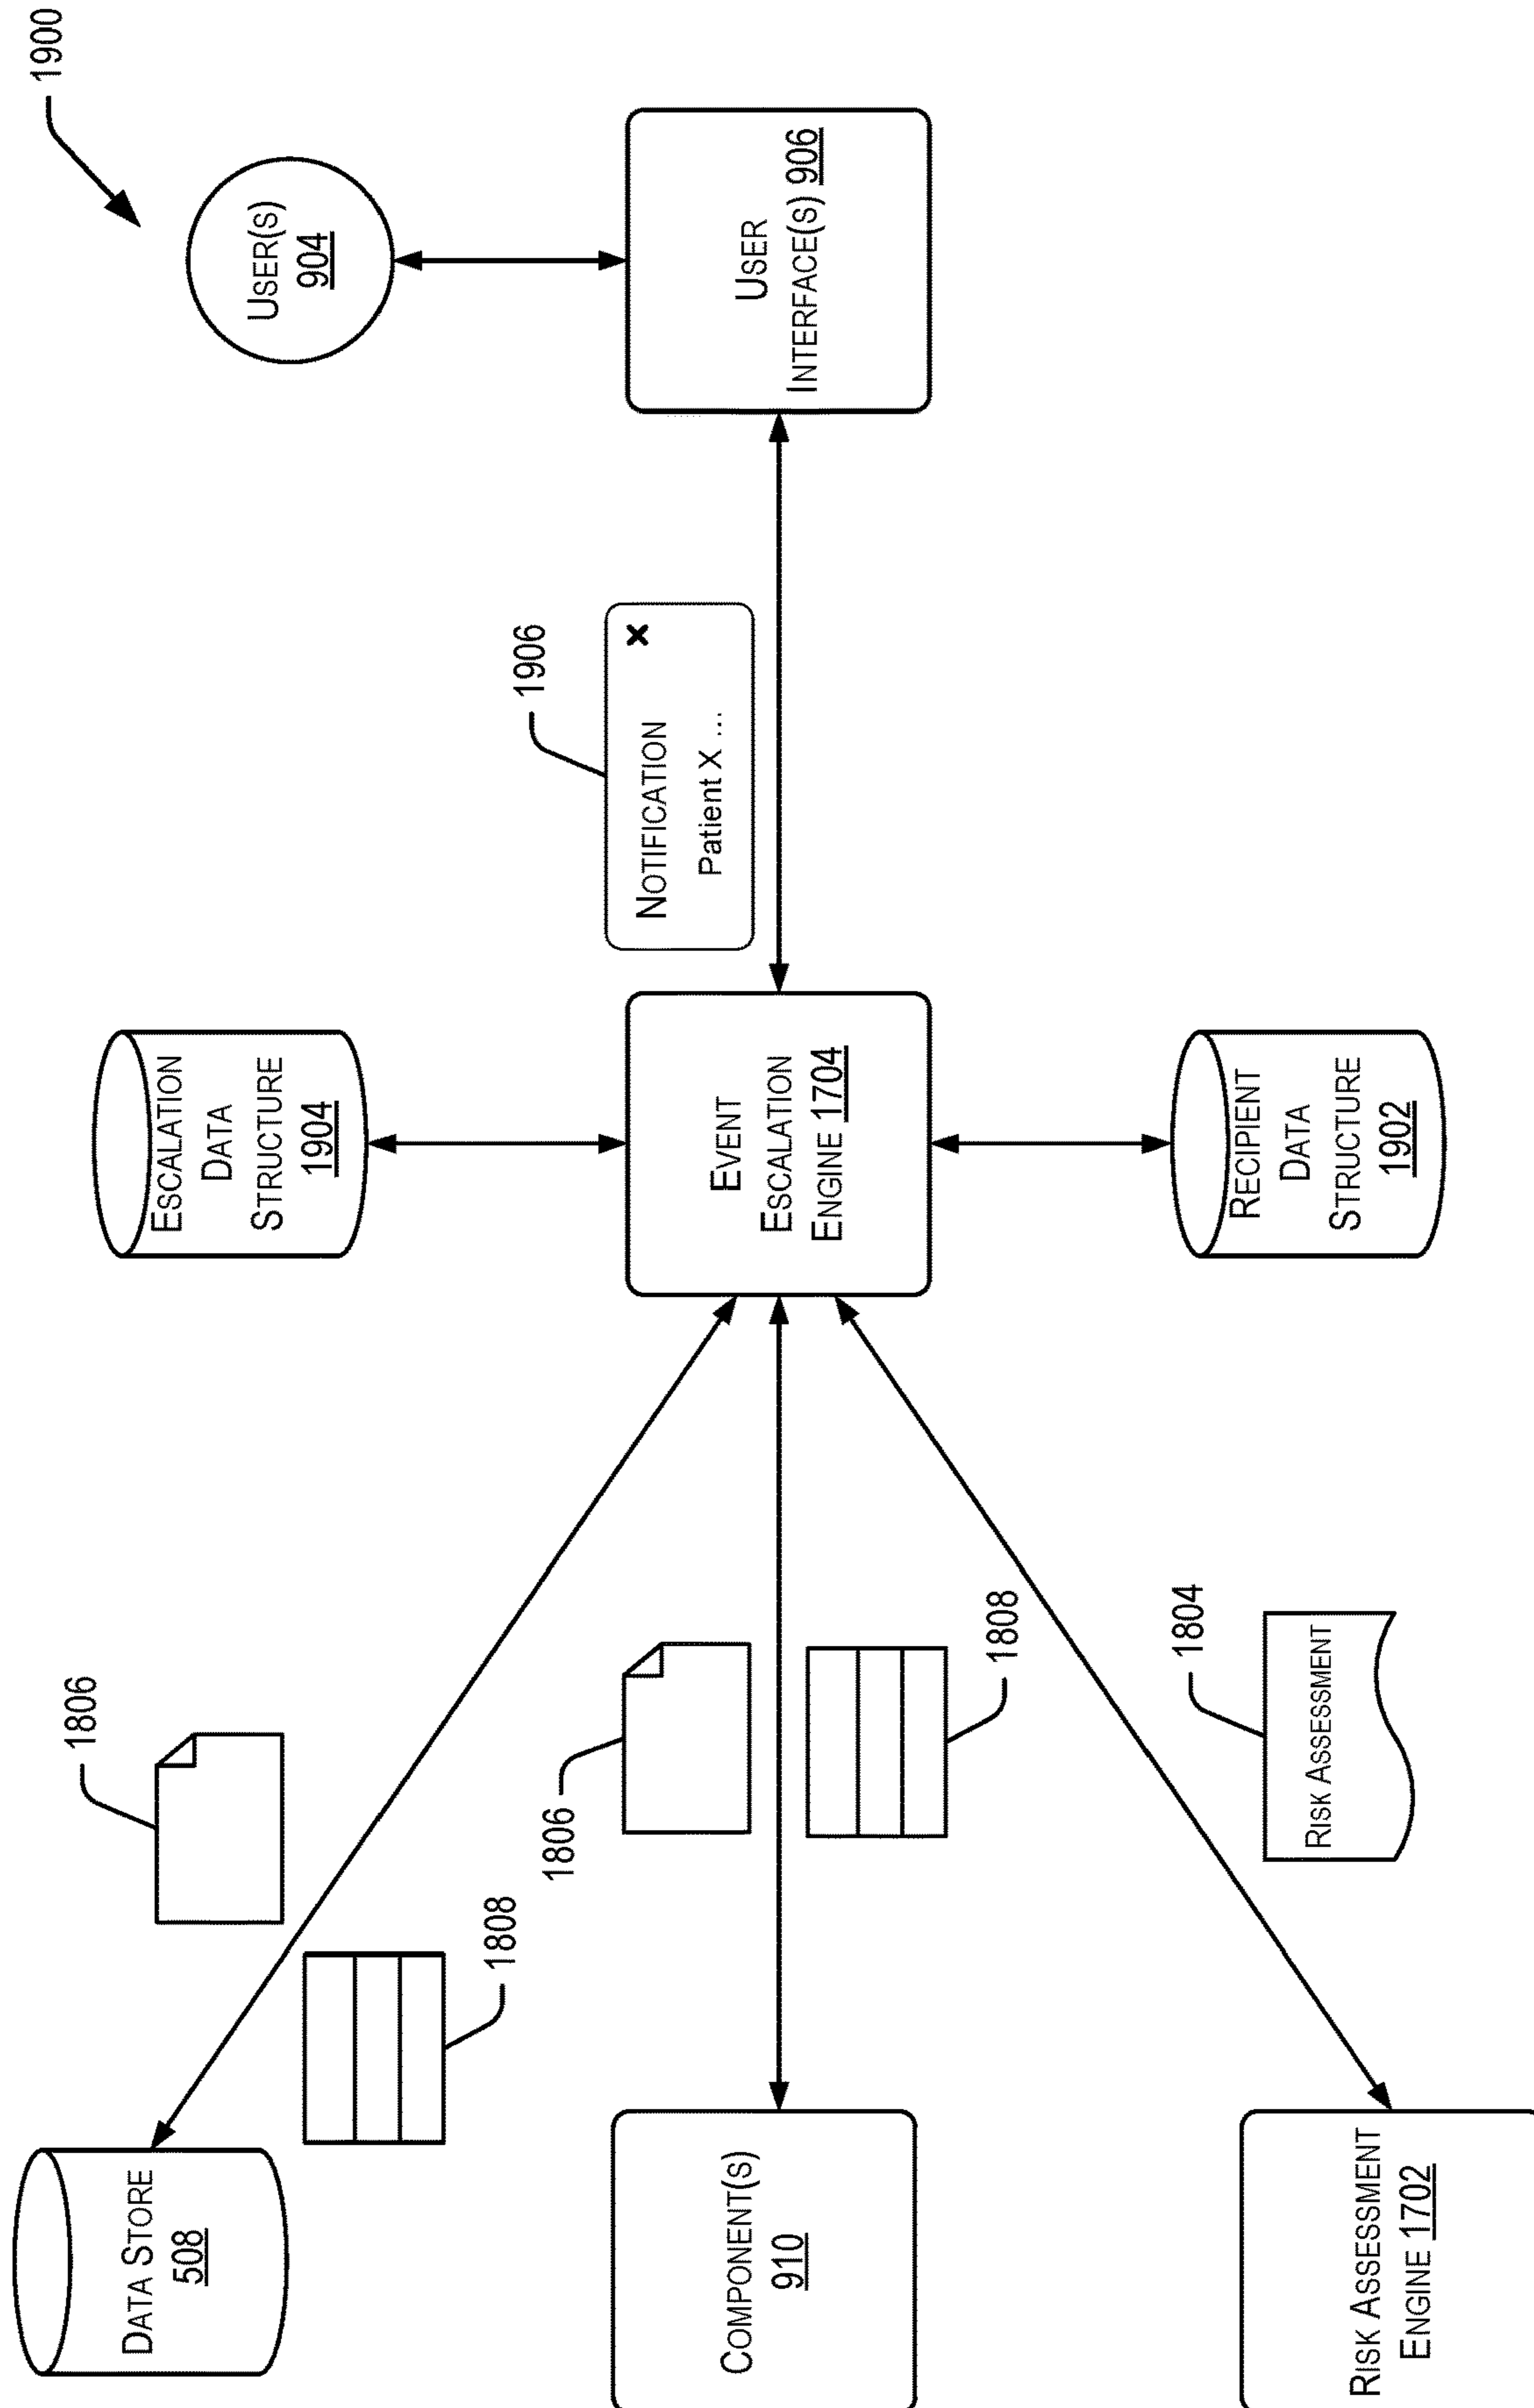 1900
USER(S)
904
USER
INTERFACE(S) 906
1906
NOTIFICATION
x
Patient X ...
ESCALATION
DATA
STRUCTURE
1904
EVENT
ESCALATION
ENGINE 1704
RECIPIENT
DATA
STRUCTURE
1902
1806
1808
1806
1808
1804
RISK ASSESSMENT
DATA STORE
508
COMPONENT(S)
910
RISK ASSESSMENT
ENGINE 1702